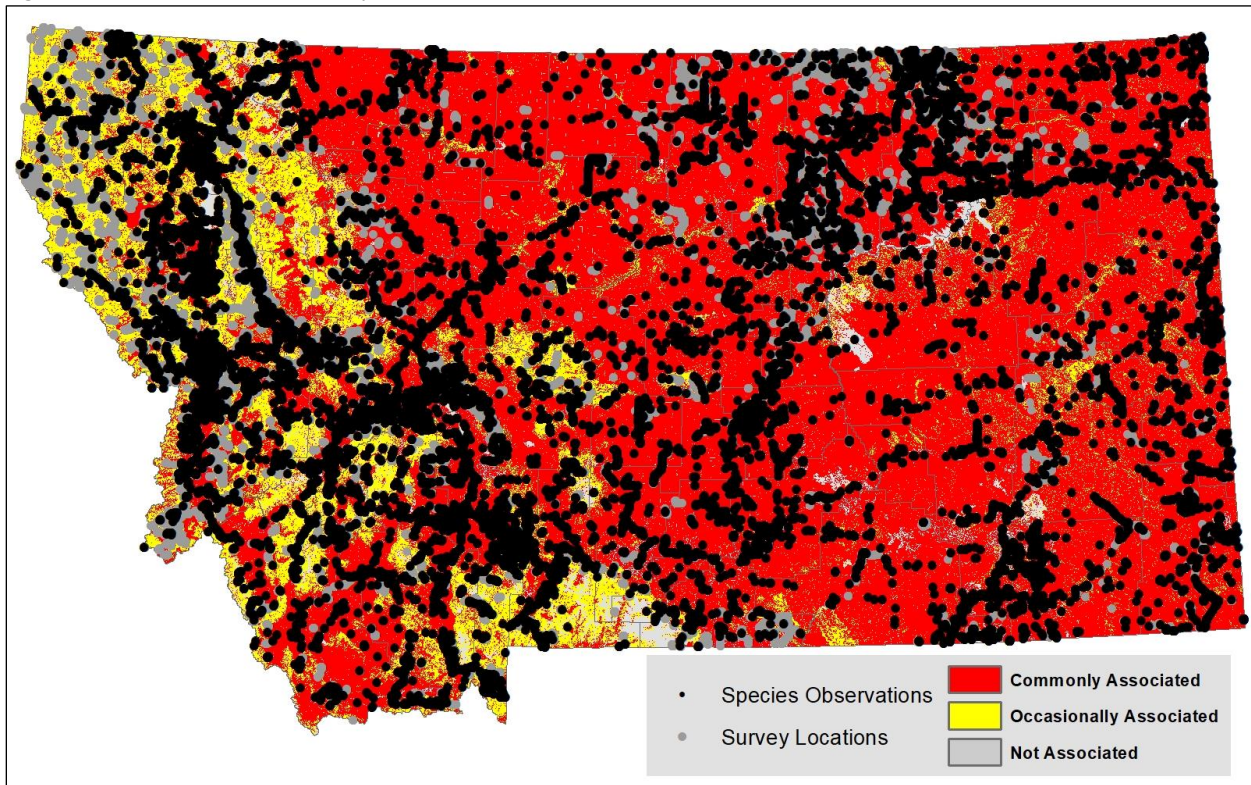 Species Observations
Survey Locations
Commonly Associated
Occasionally Associated
Not Associated